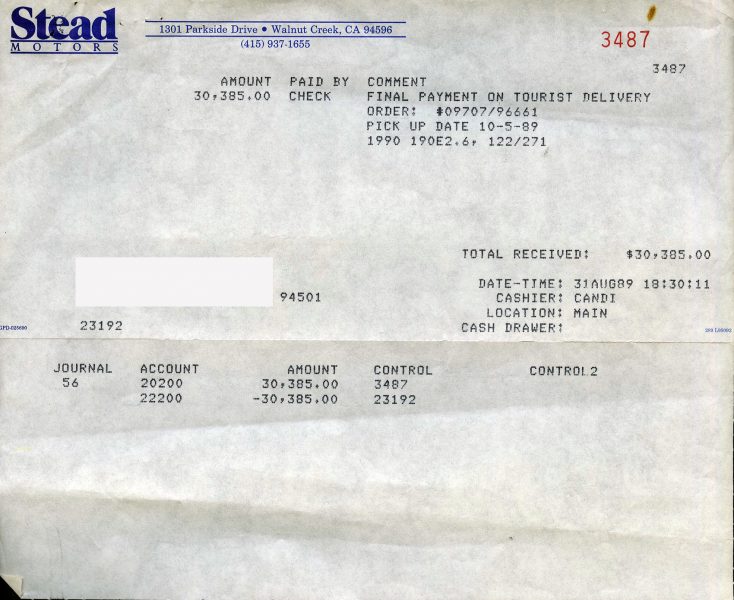 Stead
MOTORS
1301 Parkside Drive • Walnut Creek, CA 94596
(415) 937-1655
3487
3487
AMOUNT PAID BY COMMENT
30,385.00 CHECK FINAL PAYMENT ON TOURIST DELIVERY
ORDER: #09707/96661
PICK UP DATE 10-5-89
1990 190E2.6, 122/271
TOTAL RECEIVED: $30,385.00
94501
DATE-TIME: 31AUG89 18:30:11
CASHIER: CANDI
LOCATION: MAIN
23192
CASH DRAWER:
JOURNAL ACCOUNT AMOUNT CONTROL CONTROL2
56 20200 30,385.00 3487
22200 -30,385.00 23192